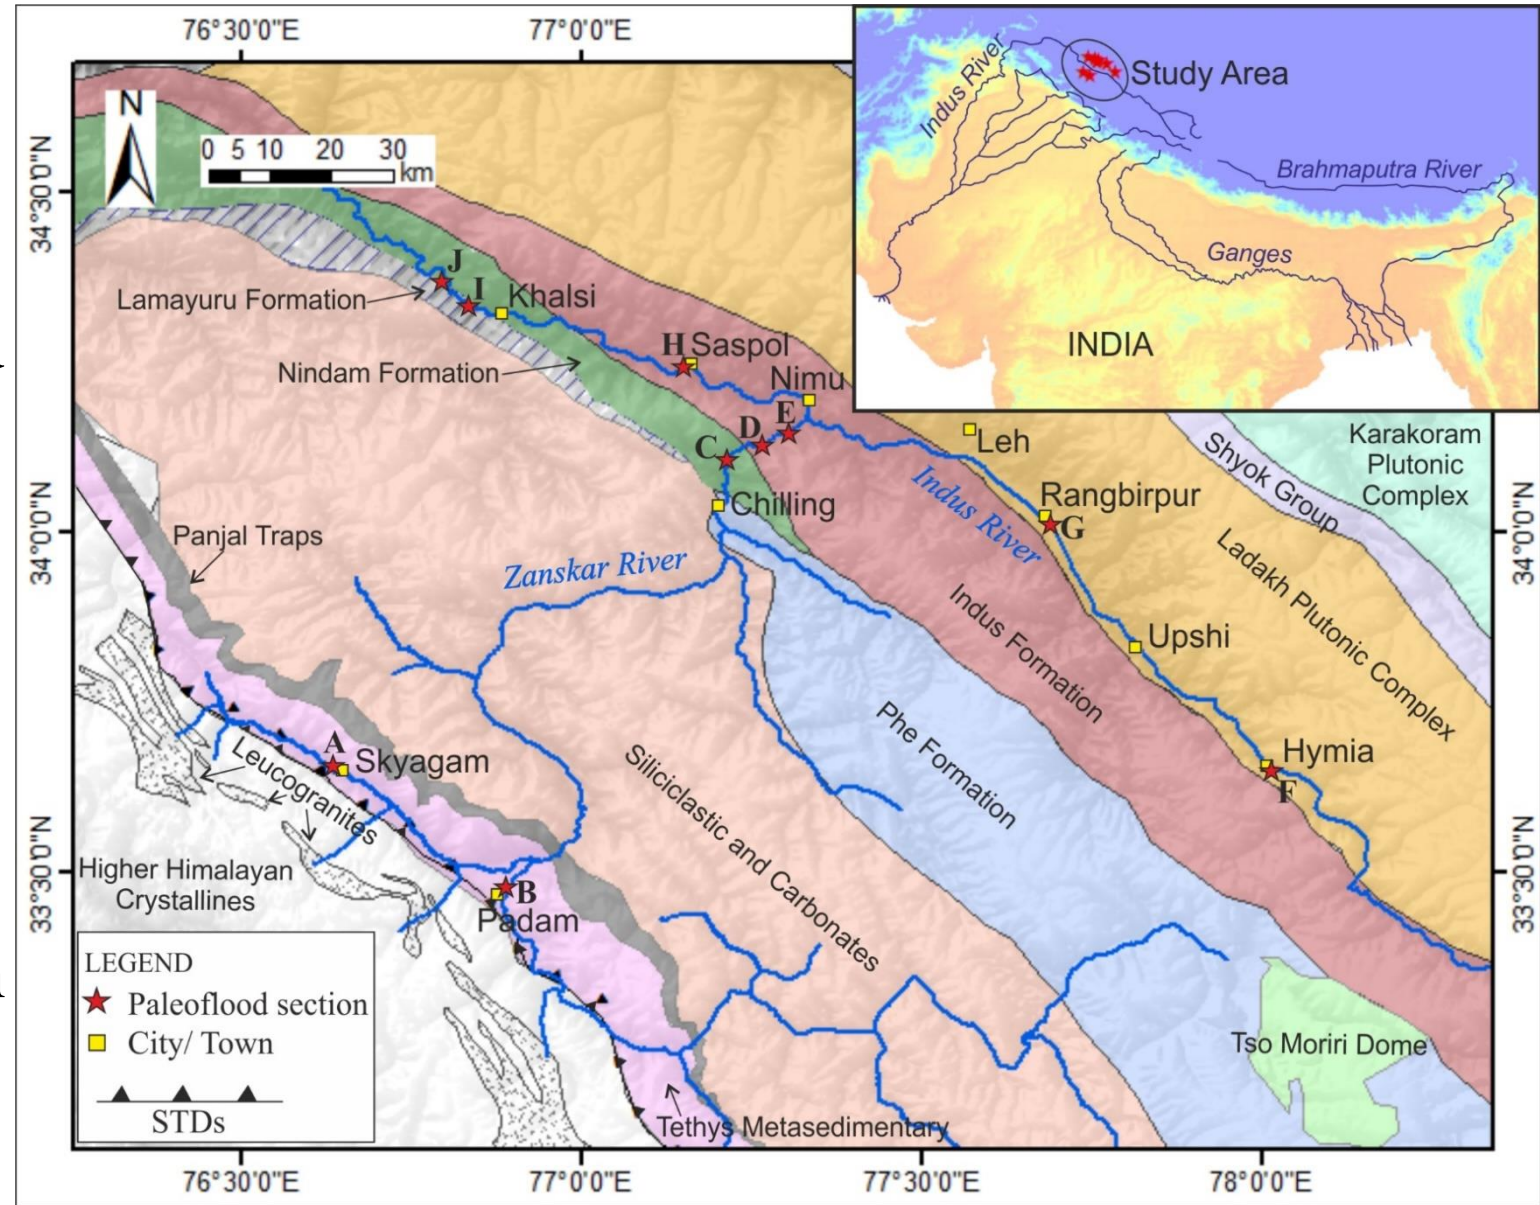 76°30'0"E
77°0'0"E
N
0 5 10 20 30
km
34°30'0"N
34°0'0"N
33°30'0"N
34°0'0"N
33°30'0"N
Indus River
Study Area
Brahmaputra River
Ganges
INDIA
J
I
Khalsi
Lamayuru Formation
Nindam Formation
H
Saspol
Nimu
E
D
C
Chilling
Leh
Rangbirpur
G
Indus River
Zanskar River
Panjal Traps
Karakoram
Plutonic
Complex
Shyok Group
Ladakh Plutonic Complex
Indus Formation
Upshi
Phe Formation
Hymia
F
Siliciclastic and Carbonates
A
Skyagam
Leucogranites
Higher Himalayan
Crystallines
B
Padam
Tso Moriri Dome
Tethys Metasedimentary
LEGEND
Paleoflood section
City/ Town
STDs
76°30'0"E
77°0'0"E
77°30'0"E
78°0'0"E